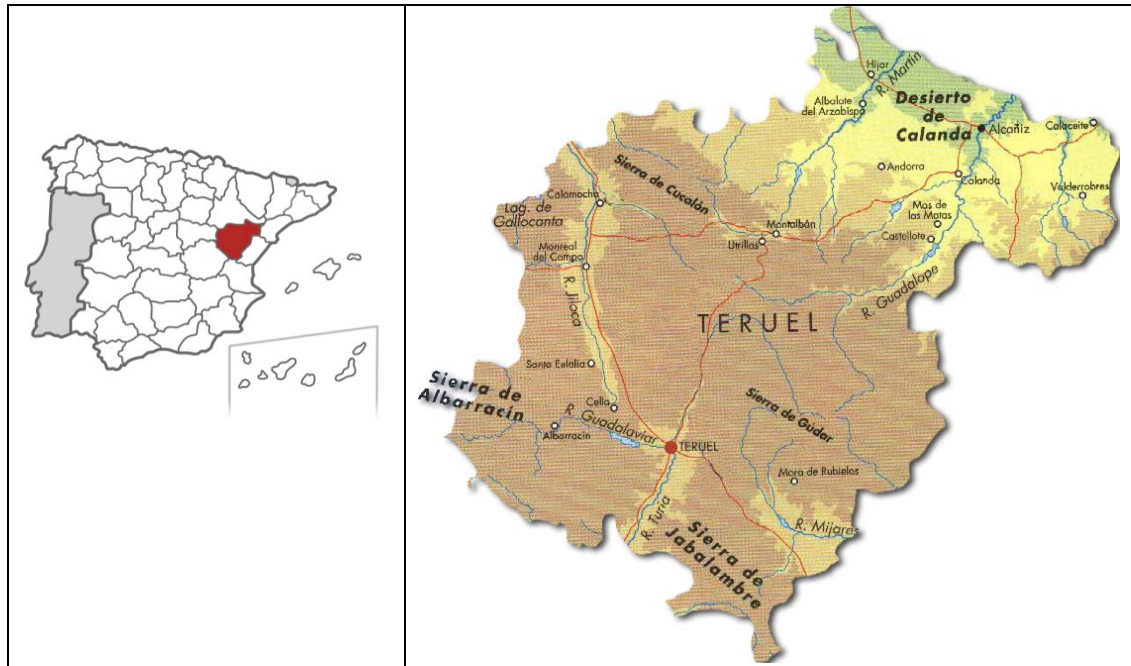 Híjar
R. Martín
Albalate
del Arzobispo
Desierto
de
Calanda
Alcañiz
Calaceite
Andorra
Calanda
Valderrobres
Sierra de Cucalón
Calamocha
Lag. de
Gallocanta
Mas de
las Matas
Montalbán
Utrillas
Castellote
Monreal
del Campo
R. Jiloca
R. Guadalope
TERUEL
Santa Eulalia
Sierra de
Albarracín
Cella
Sierra de Gúdar
R. Guadalaviar
Albarracín
TERUEL
Mora de Rubielos
R. Turia
R. Mijares
Sierra de
Jabalambre